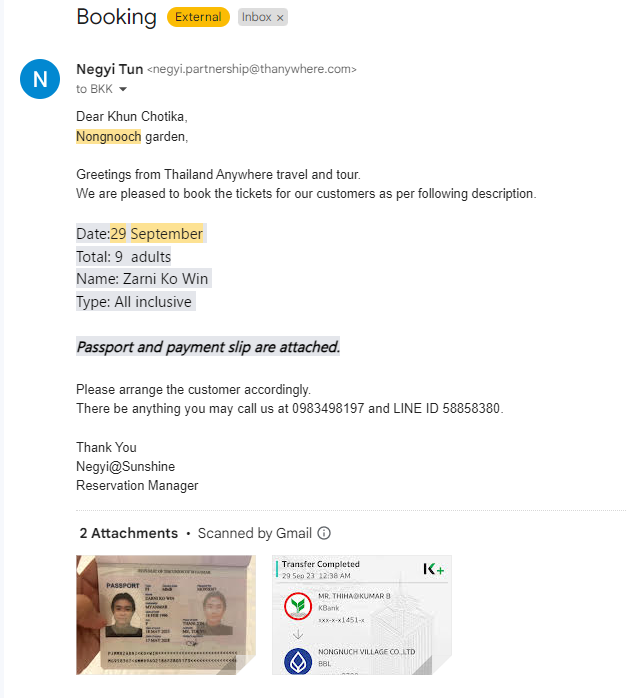 Booking External Inbox ×
N
Negyi Tun <negyi.partnership@thanywhere.com>
to BKK
Dear Khun Chotika,
Nongnooch garden,
Greetings from Thailand Anywhere travel and tour.
We are pleased to book the tickets for our customers as per following description.
Date:29 September
Total: 9 adults
Name: Zarni Ko Win
Type: All inclusive
Passport and payment slip are attached.
Please arrange the customer accordingly.
There be anything you may call us at 0983498197 and LINE ID 58858380.
Thank You
Negyi@Sunshine
Reservation Manager
2 Attachments • Scanned by Gmail
PASSPORT
ZARNI KO WIN
MYANMAR
Transfer Completed
K+
29 Sep 23 12:38 AM
MR. THIHA@KUMAR B
KBank
xxx-x-x1451-x
NONGNUCH VILLAGE CO.,LTD
BBL